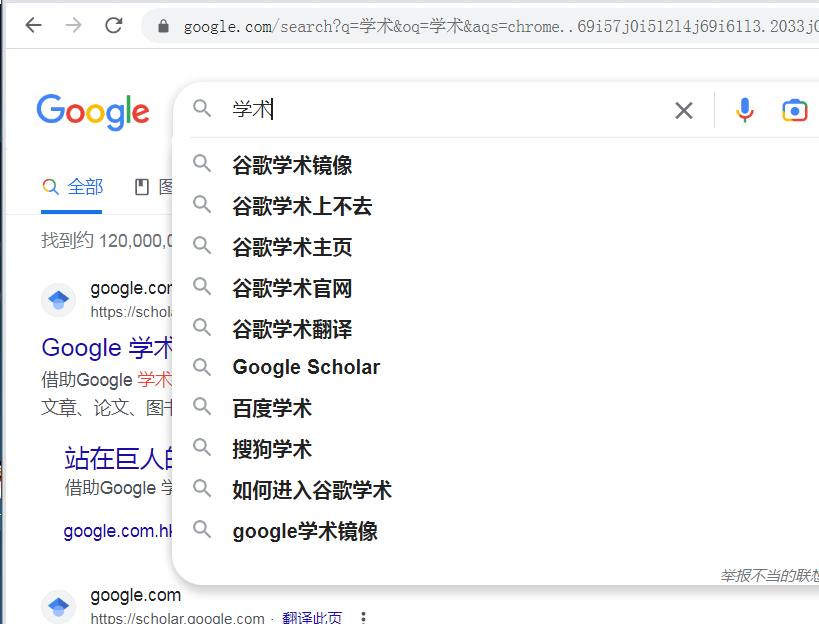 google.com/search?q=学术&oq=学术&aqs=chrome..69i57j0i512l4j69i61l3.2033j0
Google
学术
谷歌学术镜像
谷歌学术上不去
谷歌学术主页
谷歌学术官网
谷歌学术翻译
Google Scholar
百度学术
搜狗学术
如何进入谷歌学术
google学术镜像
举报不当的联想
全部
图
找到约 120,000,0
google.com
https://schola
Google 学术
借助Google 学术
文章、论文、图书
站在巨人的
借助Google 学
google.com.hk
google.com
https://scholar.google.com · 翻译此页